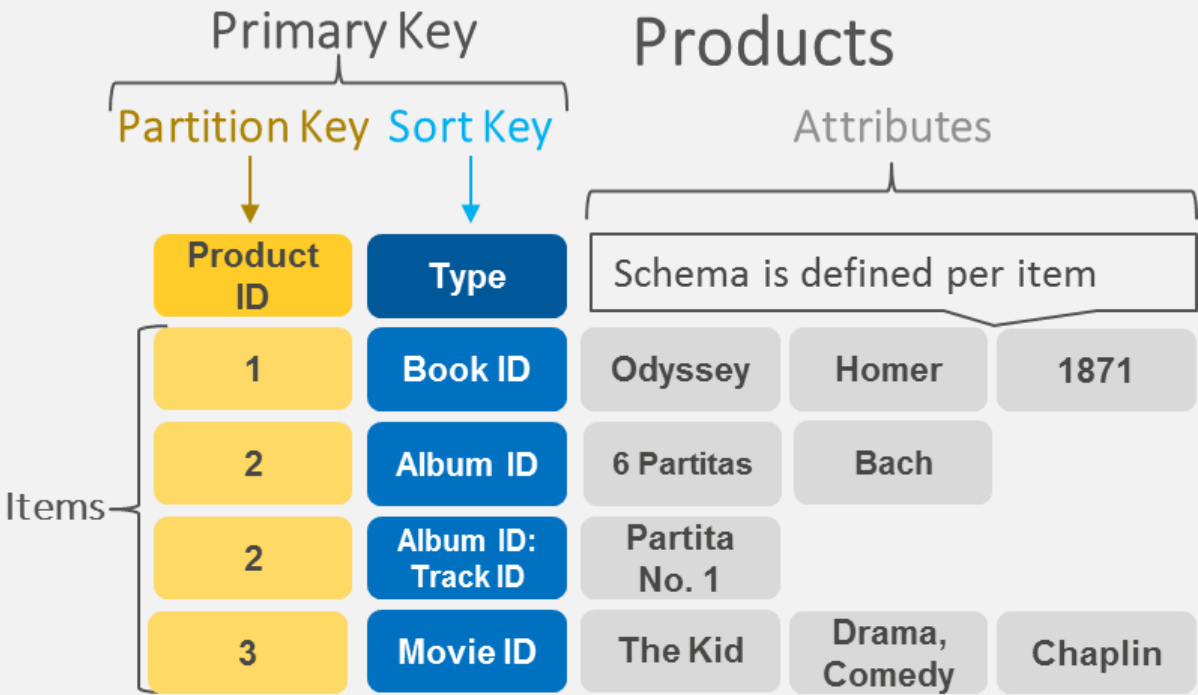 Primary Key
Products
Partition Key
Sort Key
Attributes
Product
ID
Type
Schema is defined per item
Items
1
Book ID
Odyssey
Homer
1871
2
Album ID
6 Partitas
Bach
2
Album ID:
Track ID
Partita
No. 1
3
Movie ID
The Kid
Drama,
Comedy
Chaplin